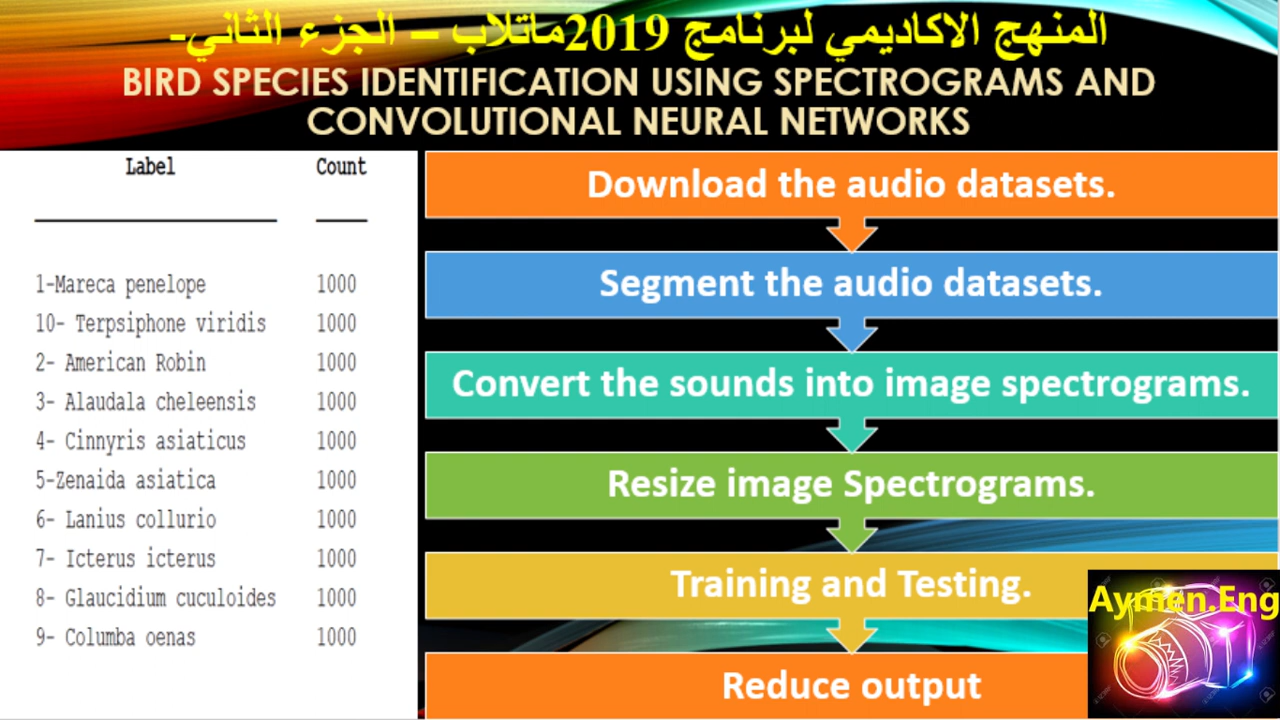 المنهج الاكاديمي لبرنامج 2019ماتلاب – الجزء الثاني-
BIRD SPECIES IDENTIFICATION USING SPECTROGRAMS AND
CONVOLUTIONAL NEURAL NETWORKS
Label Count
1-Mareca penelope 1000
10- Terpsiphone viridis 1000
2- American Robin 1000
3- Alaudala cheleensis 1000
4- Cinnyris asiaticus 1000
5-Zenaida asiatica 1000
6- Lanius collurio 1000
7- Icterus icterus 1000
8- Glaucidium cuculoides 1000
9- Columba oenas 1000
Download the audio datasets.
Segment the audio datasets.
Convert the sounds into image spectrograms.
Resize image Spectrograms.
Training and Testing.
Reduce output
Aymen.Eng